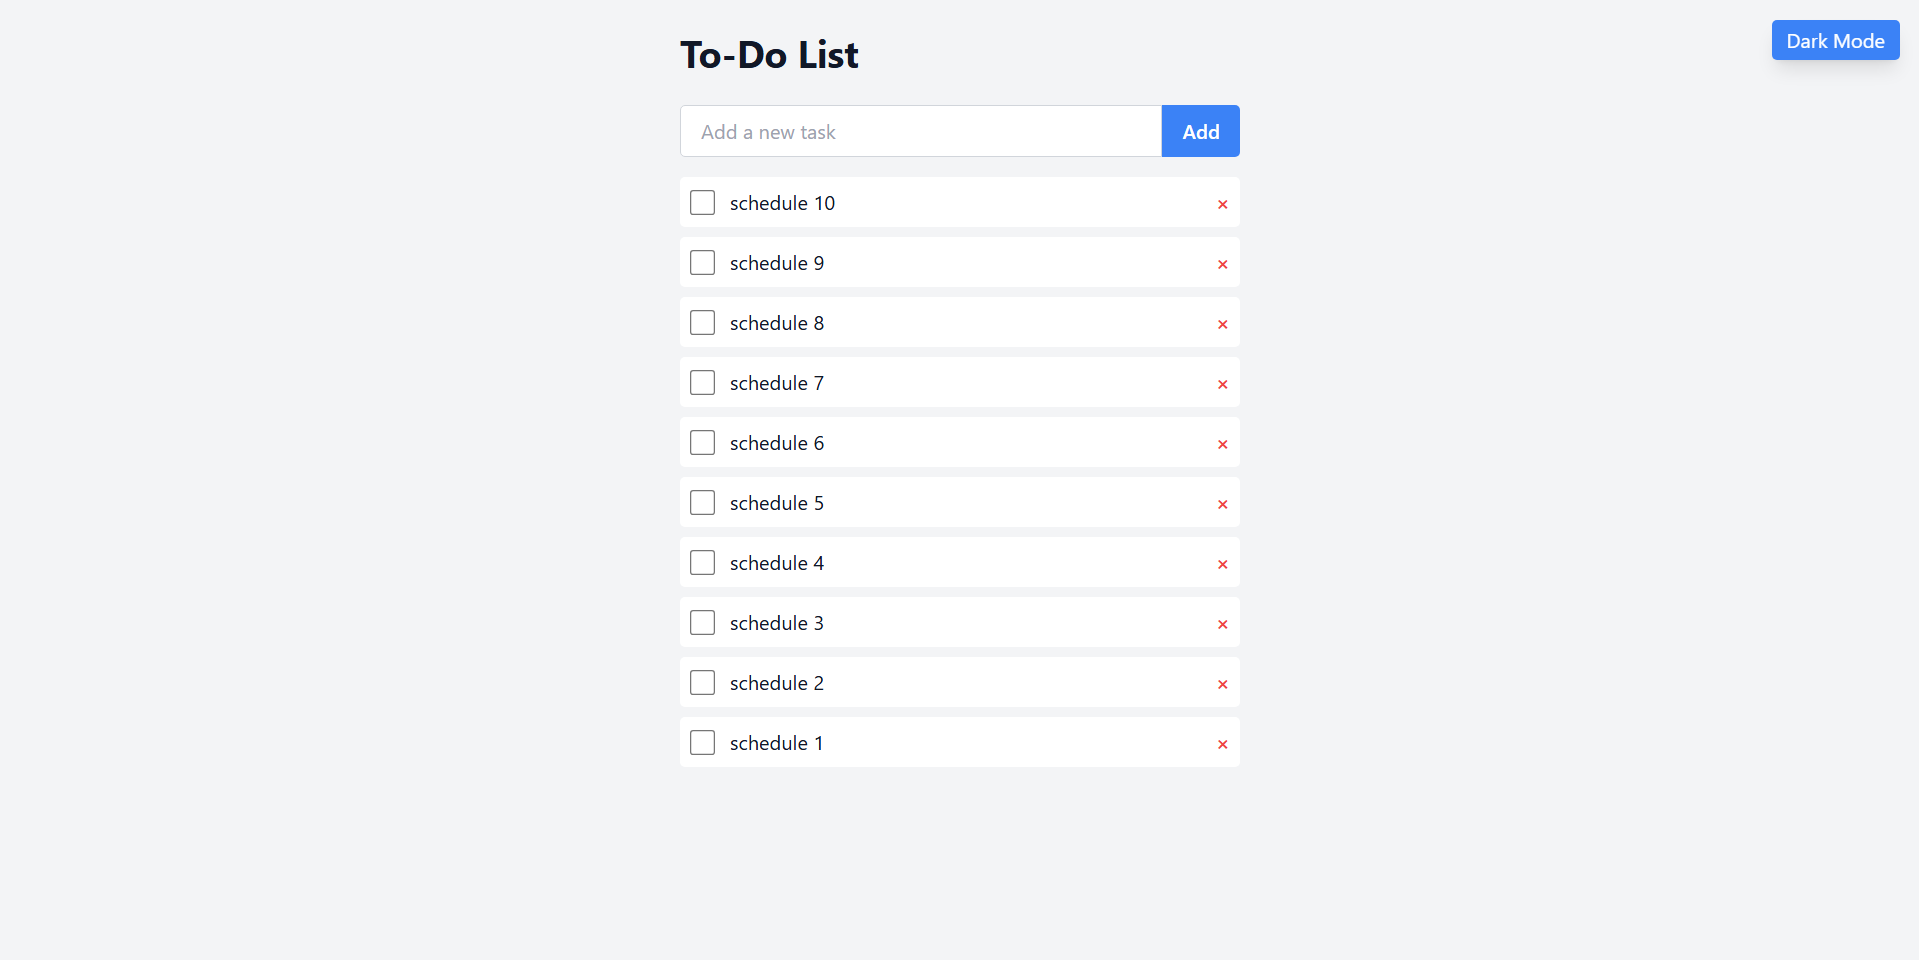 To-Do List
Dark Mode
Add a new task
Add
schedule 10
×
schedule 9
×
schedule 8
×
schedule 7
×
schedule 6
×
schedule 5
×
schedule 4
×
schedule 3
×
schedule 2
×
schedule 1
×